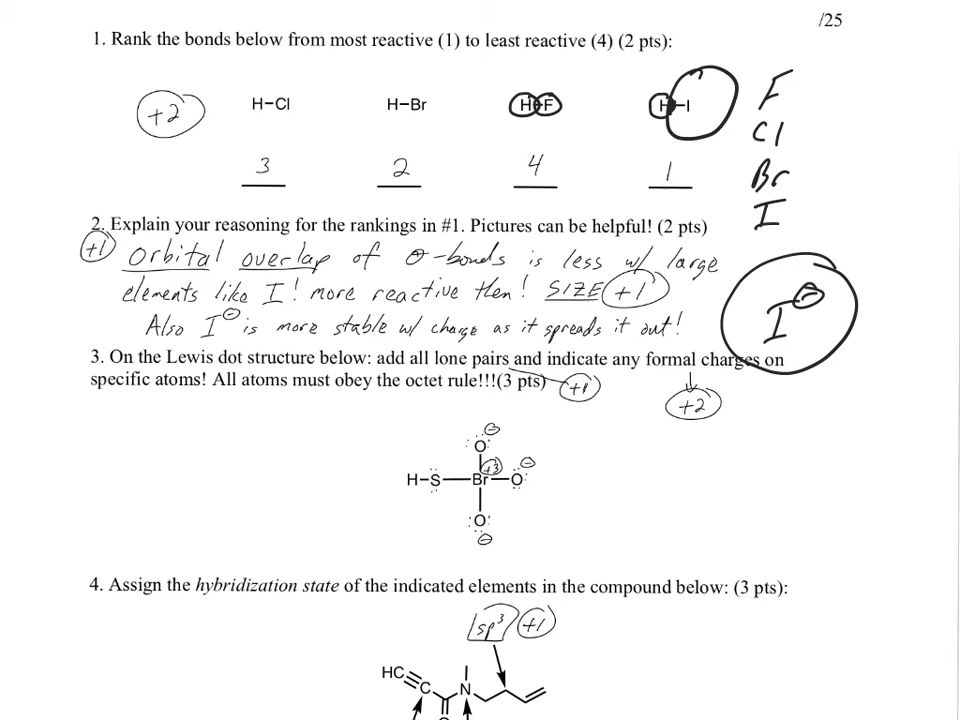 /25
1. Rank the bonds below from most reactive (1) to least reactive (4) (2 pts):
+2 H-Cl H-Br H-F H-I F
Cl
3 2 4 1 Br
I
2. Explain your reasoning for the rankings in #1. Pictures can be helpful! (2 pts)
+1 orbital overlap of σ-bonds is less w/ large
elements like I! more reactive then! SIZE +1
Also I⊖ is more stable w/ charge as it spreads it out!
I⊖
3. On the Lewis dot structure below: add all lone pairs and indicate any formal charges on
specific atoms! All atoms must obey the octet rule!!!(3 pts) +1
+2
⊖
:O:
+3 ⊖
H-S-Br-O:
:O:
⊖
4. Assign the hybridization state of the indicated elements in the compound below: (3 pts):
sp³ +1
HC
C N